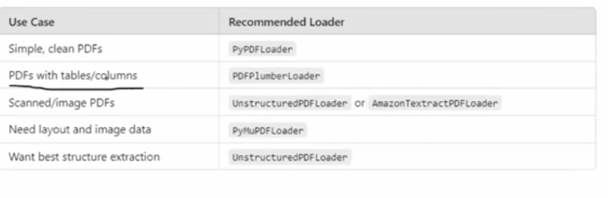 Use Case Recommended Loader
Simple, clean PDFs PyPDFLoader
PDFs with tables/columns PDFPlumberLoader
Scanned/image PDFs UnstructuredPDFLoader or AmazonTextractPDFLoader
Need layout and image data PyMuPDFLoader
Want best structure extraction UnstructuredPDFLoader